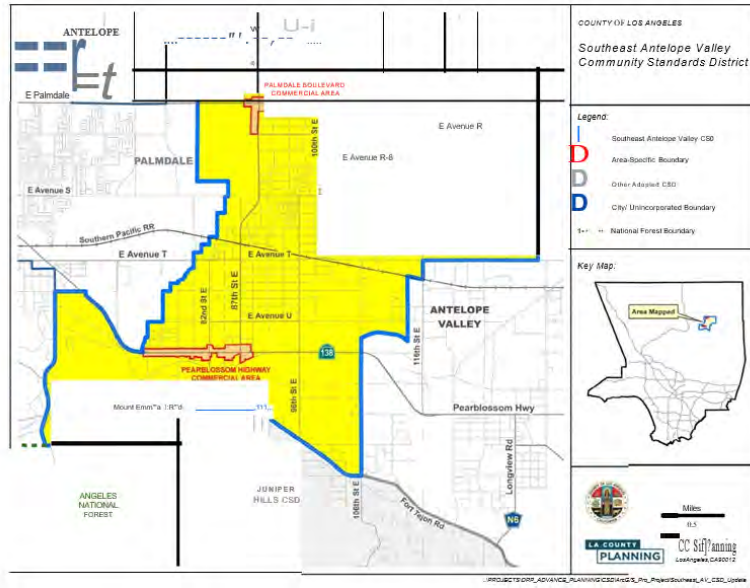 ANTELOPE
U-i
E Palmdale
PALMDALE BOULEVARD
COMMERCIAL AREA
100th St E
E Avenue R
E Avenue R-8
PALMDALE
E Avenue S
Southern Pacific RR
E Avenue T
E Avenue T
82nd St E
87th St E
E Avenue U
ANTELOPE
VALLEY
116th St E
138
PEARBLOSSOM HIGHWAY
COMMERCIAL AREA
96th St E
Mount Emm
Pearblossom Hwy
Longview Rd
ANGELES
NATIONAL
FOREST
JUNIPER
HILLS CSD
106th St E
Fort Tejon Rd
N6
COUNTY OF LOS ANGELES
Southeast Antelope Valley
Community Standards District
Legend:
Southeast Antelope Valley CSD
D
Area-Specific Boundary
D
Other Adopted CSD
D
City/ Unincorporated Boundary
National Forest Boundary
Key Map:
Area Mapped
Miles
0.5
LA COUNTY
PLANNING
LosAngeles,CA90012